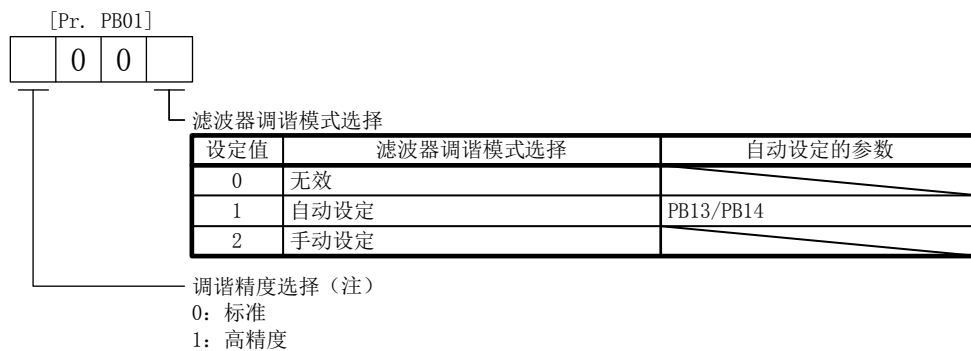 [Pr. PB01]
0 0
滤波器调谐模式选择
设定值 滤波器调谐模式选择 自动设定的参数
0 无效
1 自动设定 PB13/PB14
2 手动设定
调谐精度选择（注）
0：标准
1：高精度